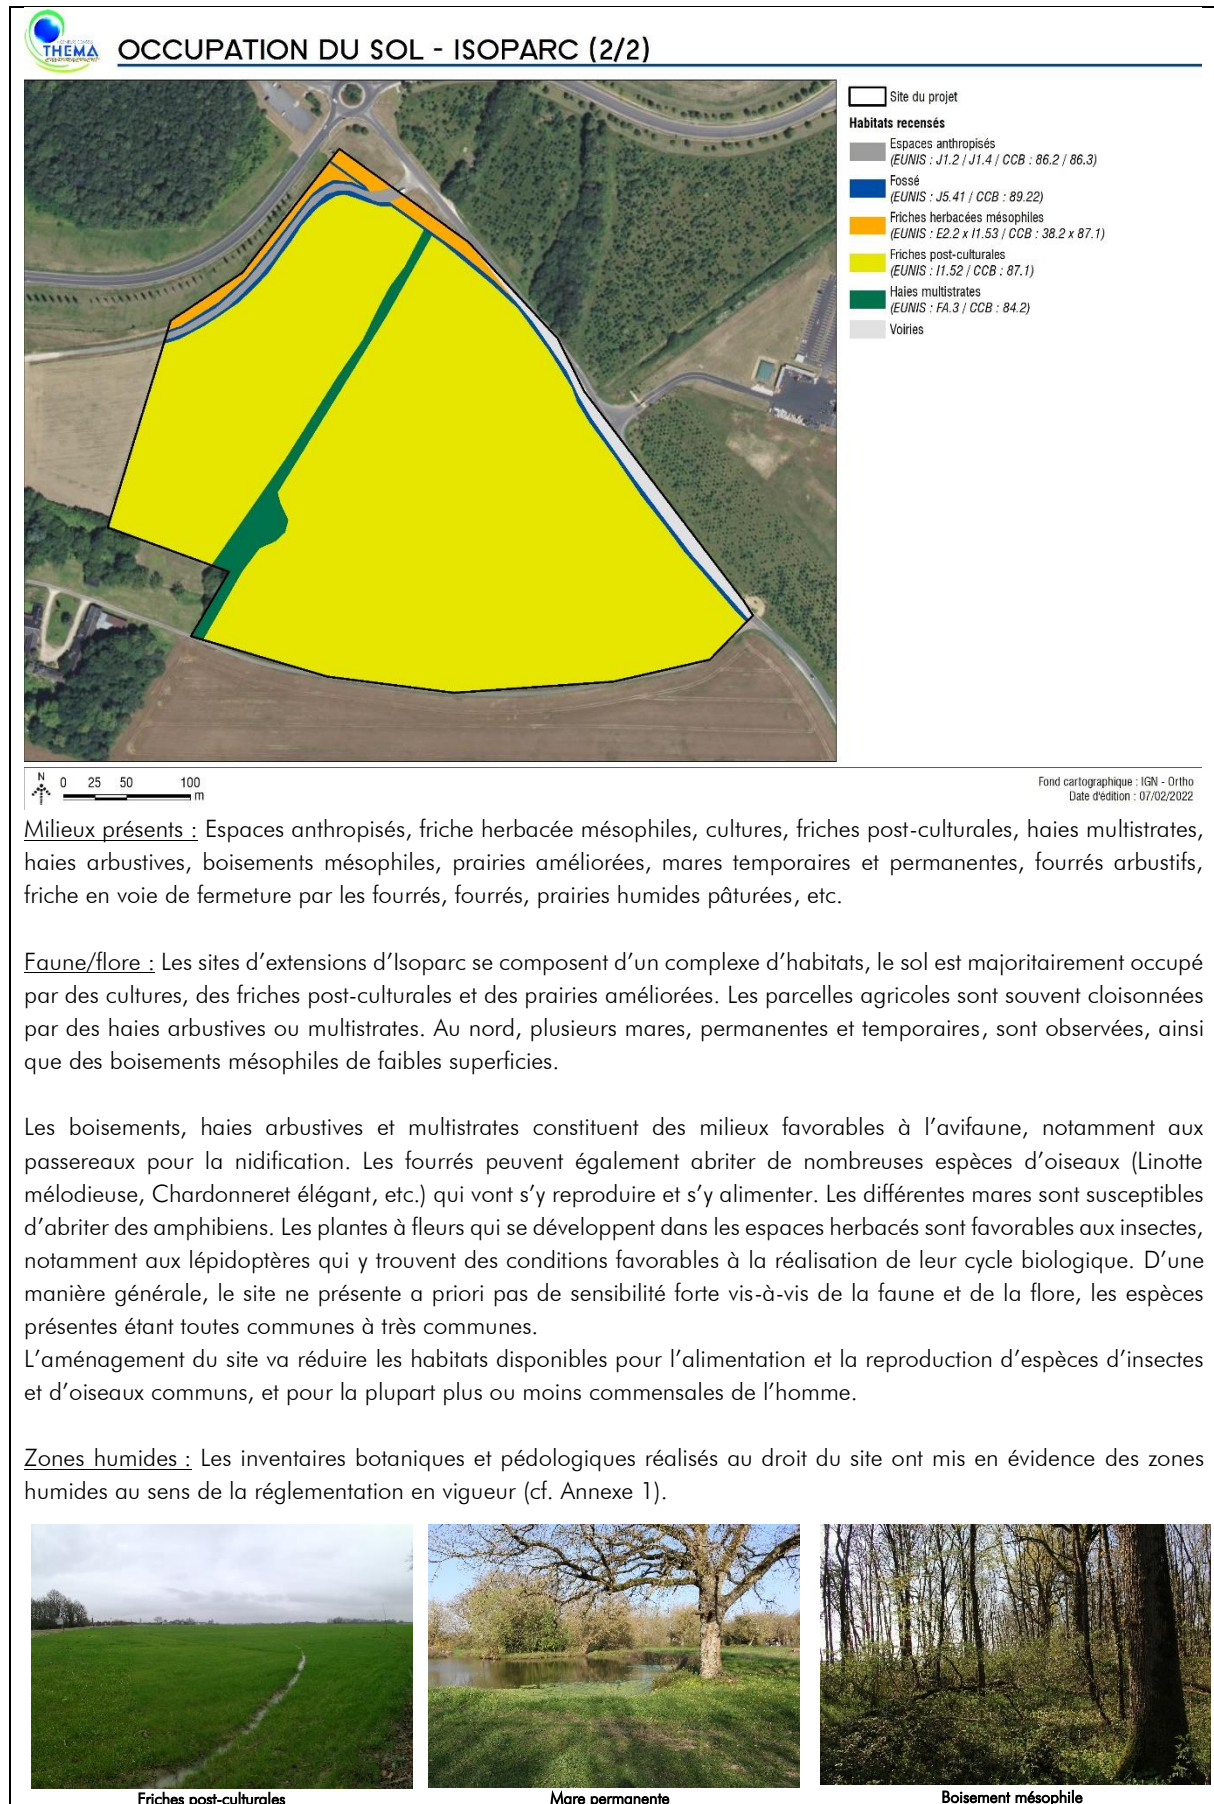 THEMA
OCCUPATION DU SOL - ISOPARC (2/2)
Site du projet
Habitats recensés
Espaces anthropisés
(EUNIS : J1.2 / J1.4 / CCB : 86.2 / 86.3)
Fossé
(EUNIS : J5.41 / CCB : 89.22)
Friches herbacées mésophiles
(EUNIS : E2.2 x I1.53 / CCB : 38.2 x 87.1)
Friches post-culturales
(EUNIS : I1.52 / CCB : 87.1)
Haies multistrates
(EUNIS : FA.3 / CCB : 84.2)
Voiries
N
0 25 50 100
m
Fond cartographique : IGN - Ortho
Date d'édition : 07/02/2022
Milieux présents : Espaces anthropisés, friche herbacée mésophiles, cultures, friches post-culturales, haies multistrates,
haies arbustives, boisements mésophiles, prairies améliorées, mares temporaires et permanentes, fourrés arbustifs,
friche en voie de fermeture par les fourrés, fourrés, prairies humides pâturées, etc.
Faune/flore : Les sites d’extensions d’Isoparc se composent d’un complexe d’habitats, le sol est majoritairement occupé
par des cultures, des friches post-culturales et des prairies améliorées. Les parcelles agricoles sont souvent cloisonnées
par des haies arbustives ou multistrates. Au nord, plusieurs mares, permanentes et temporaires, sont observées, ainsi
que des boisements mésophiles de faibles superficies.
Les boisements, haies arbustives et multistrates constituent des milieux favorables à l’avifaune, notamment aux
passereaux pour la nidification. Les fourrés peuvent également abriter de nombreuses espèces d’oiseaux (Linotte
mélodieuse, Chardonneret élégant, etc.) qui vont s’y reproduire et s’y alimenter. Les différentes mares sont susceptibles
d’abriter des amphibiens. Les plantes à fleurs qui se développent dans les espaces herbacés sont favorables aux insectes,
notamment aux lépidoptères qui y trouvent des conditions favorables à la réalisation de leur cycle biologique. D’une
manière générale, le site ne présente a priori pas de sensibilité forte vis-à-vis de la faune et de la flore, les espèces
présentes étant toutes communes à très communes.
L’aménagement du site va réduire les habitats disponibles pour l’alimentation et la reproduction d’espèces d’insectes
et d’oiseaux communs, et pour la plupart plus ou moins commensales de l’homme.
Zones humides : Les inventaires botaniques et pédologiques réalisés au droit du site ont mis en évidence des zones
humides au sens de la réglementation en vigueur (cf. Annexe 1).
Friches post-culturales Mare permanente Boisement mésophile